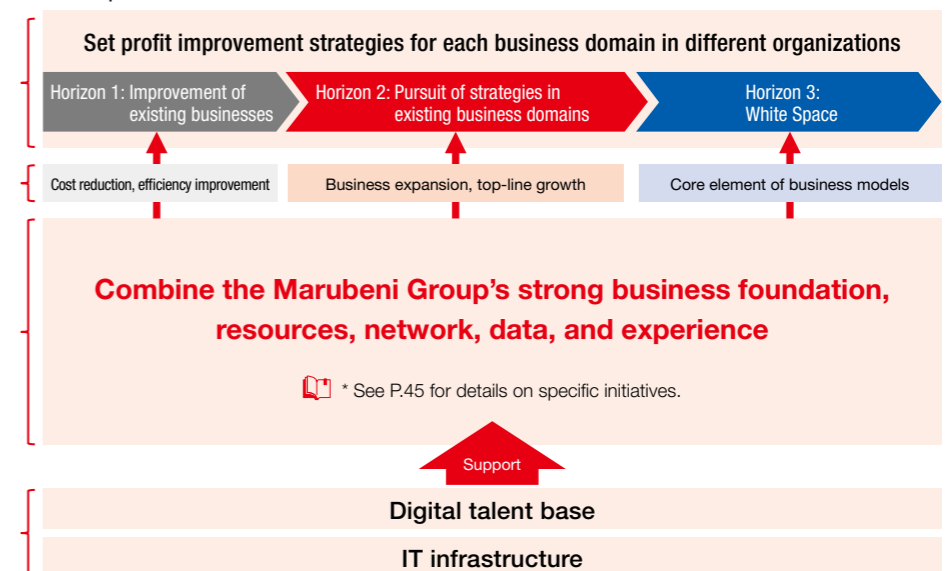 Set profit improvement strategies for each business domain in different organizations
Horizon 1: Improvement of
existing businesses
Horizon 2: Pursuit of strategies in
existing business domains
Horizon 3:
White Space
Cost reduction, efficiency improvement
Business expansion, top-line growth
Core element of business models
Combine the Marubeni Group's strong business foundation,
resources, network, data, and experience
* See P.45 for details on specific initiatives.
Support
Digital talent base
IT infrastructure